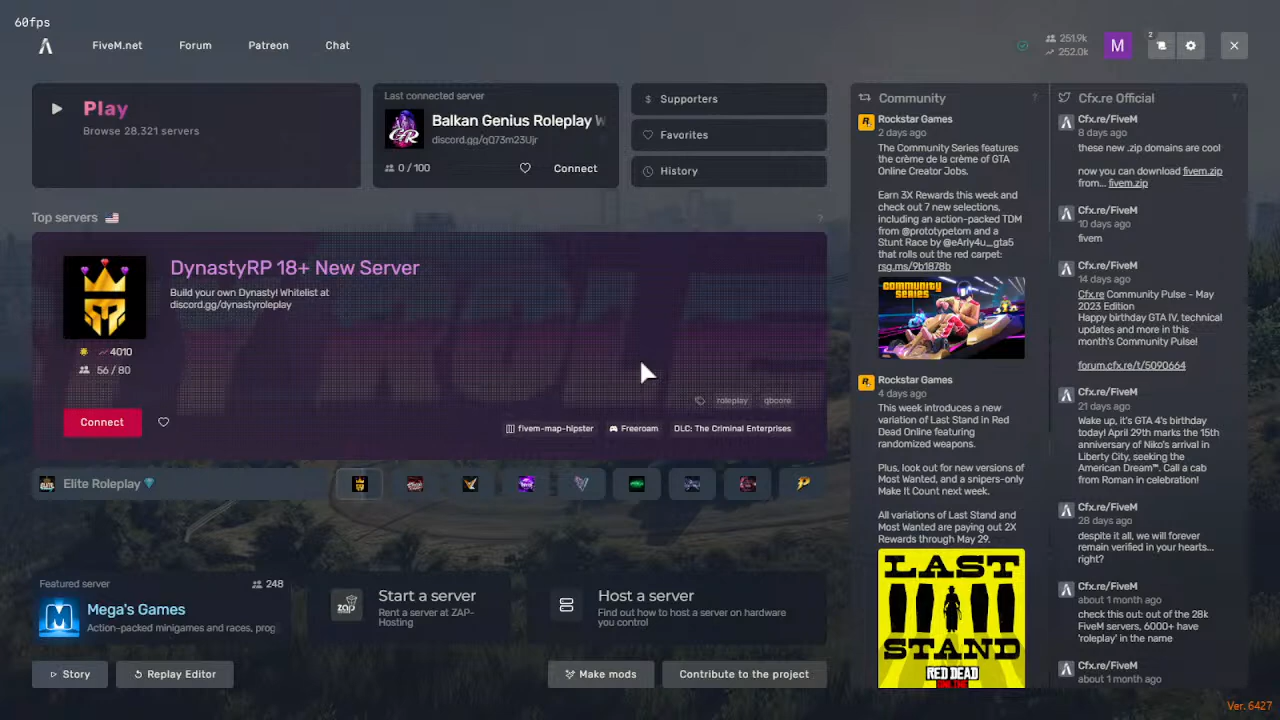 60fps
FiveM.net
Forum
Patreon
Chat
251.9k
252.0k
M
2
Play
Browse 28,321 servers
Last connected server
Balkan Genius Roleplay W
discord.gg/qQ73m23Ujr
0 / 100
Connect
$ Supporters
Favorites
History
Top servers
?
DynastyRP 18+ New Server
Build your own Dynasty! Whitelist at
discord.gg/dynastyroleplay
4010
56 / 80
Connect
roleplay
qbcore
fivem-map-hipster
Freeroam
DLC: The Criminal Enterprises
Elite Roleplay
Featured server
248
Mega's Games
Action-packed minigames and races, prog
ZAP
Start a server
Rent a server at ZAP-
Hosting
Host a server
Find out how to host a server on hardware
you control
Story
Replay Editor
Make mods
Contribute to the project
Community
?
Rockstar Games
2 days ago
The Community Series features
the crème de la crème of GTA
Online Creator Jobs.
Earn 3X Rewards this week and
check out 7 new selections,
including an action-packed TDM
from @prototypetom and a
Stunt Race by @eArly4u_gta5
that rolls out the red carpet:
rsg.ms/9b1878b
COMMUNITY
SERIES
Rockstar Games
4 days ago
This week introduces a new
variation of Last Stand in Red
Dead Online featuring
randomized weapons.
Plus, look out for new versions of
Most Wanted, and a snipers-only
Make It Count next week.
All variations of Last Stand and
Most Wanted are paying out 2X
Rewards through May 29.
LAST
STAND
RED DEAD
ONLINE
Cfx.re Official
?
Cfx.re/FiveM
8 days ago
these new .zip domains are cool
now you can download fivem.zip
from... fivem.zip
Cfx.re/FiveM
10 days ago
fivem
Cfx.re/FiveM
14 days ago
Cfx.re Community Pulse - May
2023 Edition
Happy birthday GTA IV, technical
updates and more in this
month's Community Pulse!
forum.cfx.re/t/5090664
Cfx.re/FiveM
21 days ago
Wake up, it's GTA 4's birthday
today! April 29th marks the 15th
anniversary of Niko's arrival in
Liberty City, seeking the
American Dream™. Call a cab
from Roman in celebration!
Cfx.re/FiveM
28 days ago
despite it all, we will forever
remain verified in your hearts...
right?
Cfx.re/FiveM
about 1 month ago
check this out: out of the 28k
FiveM servers, 6000+ have
'roleplay' in the name
Cfx.re/FiveM
about 1 month ago
Ver. 6427